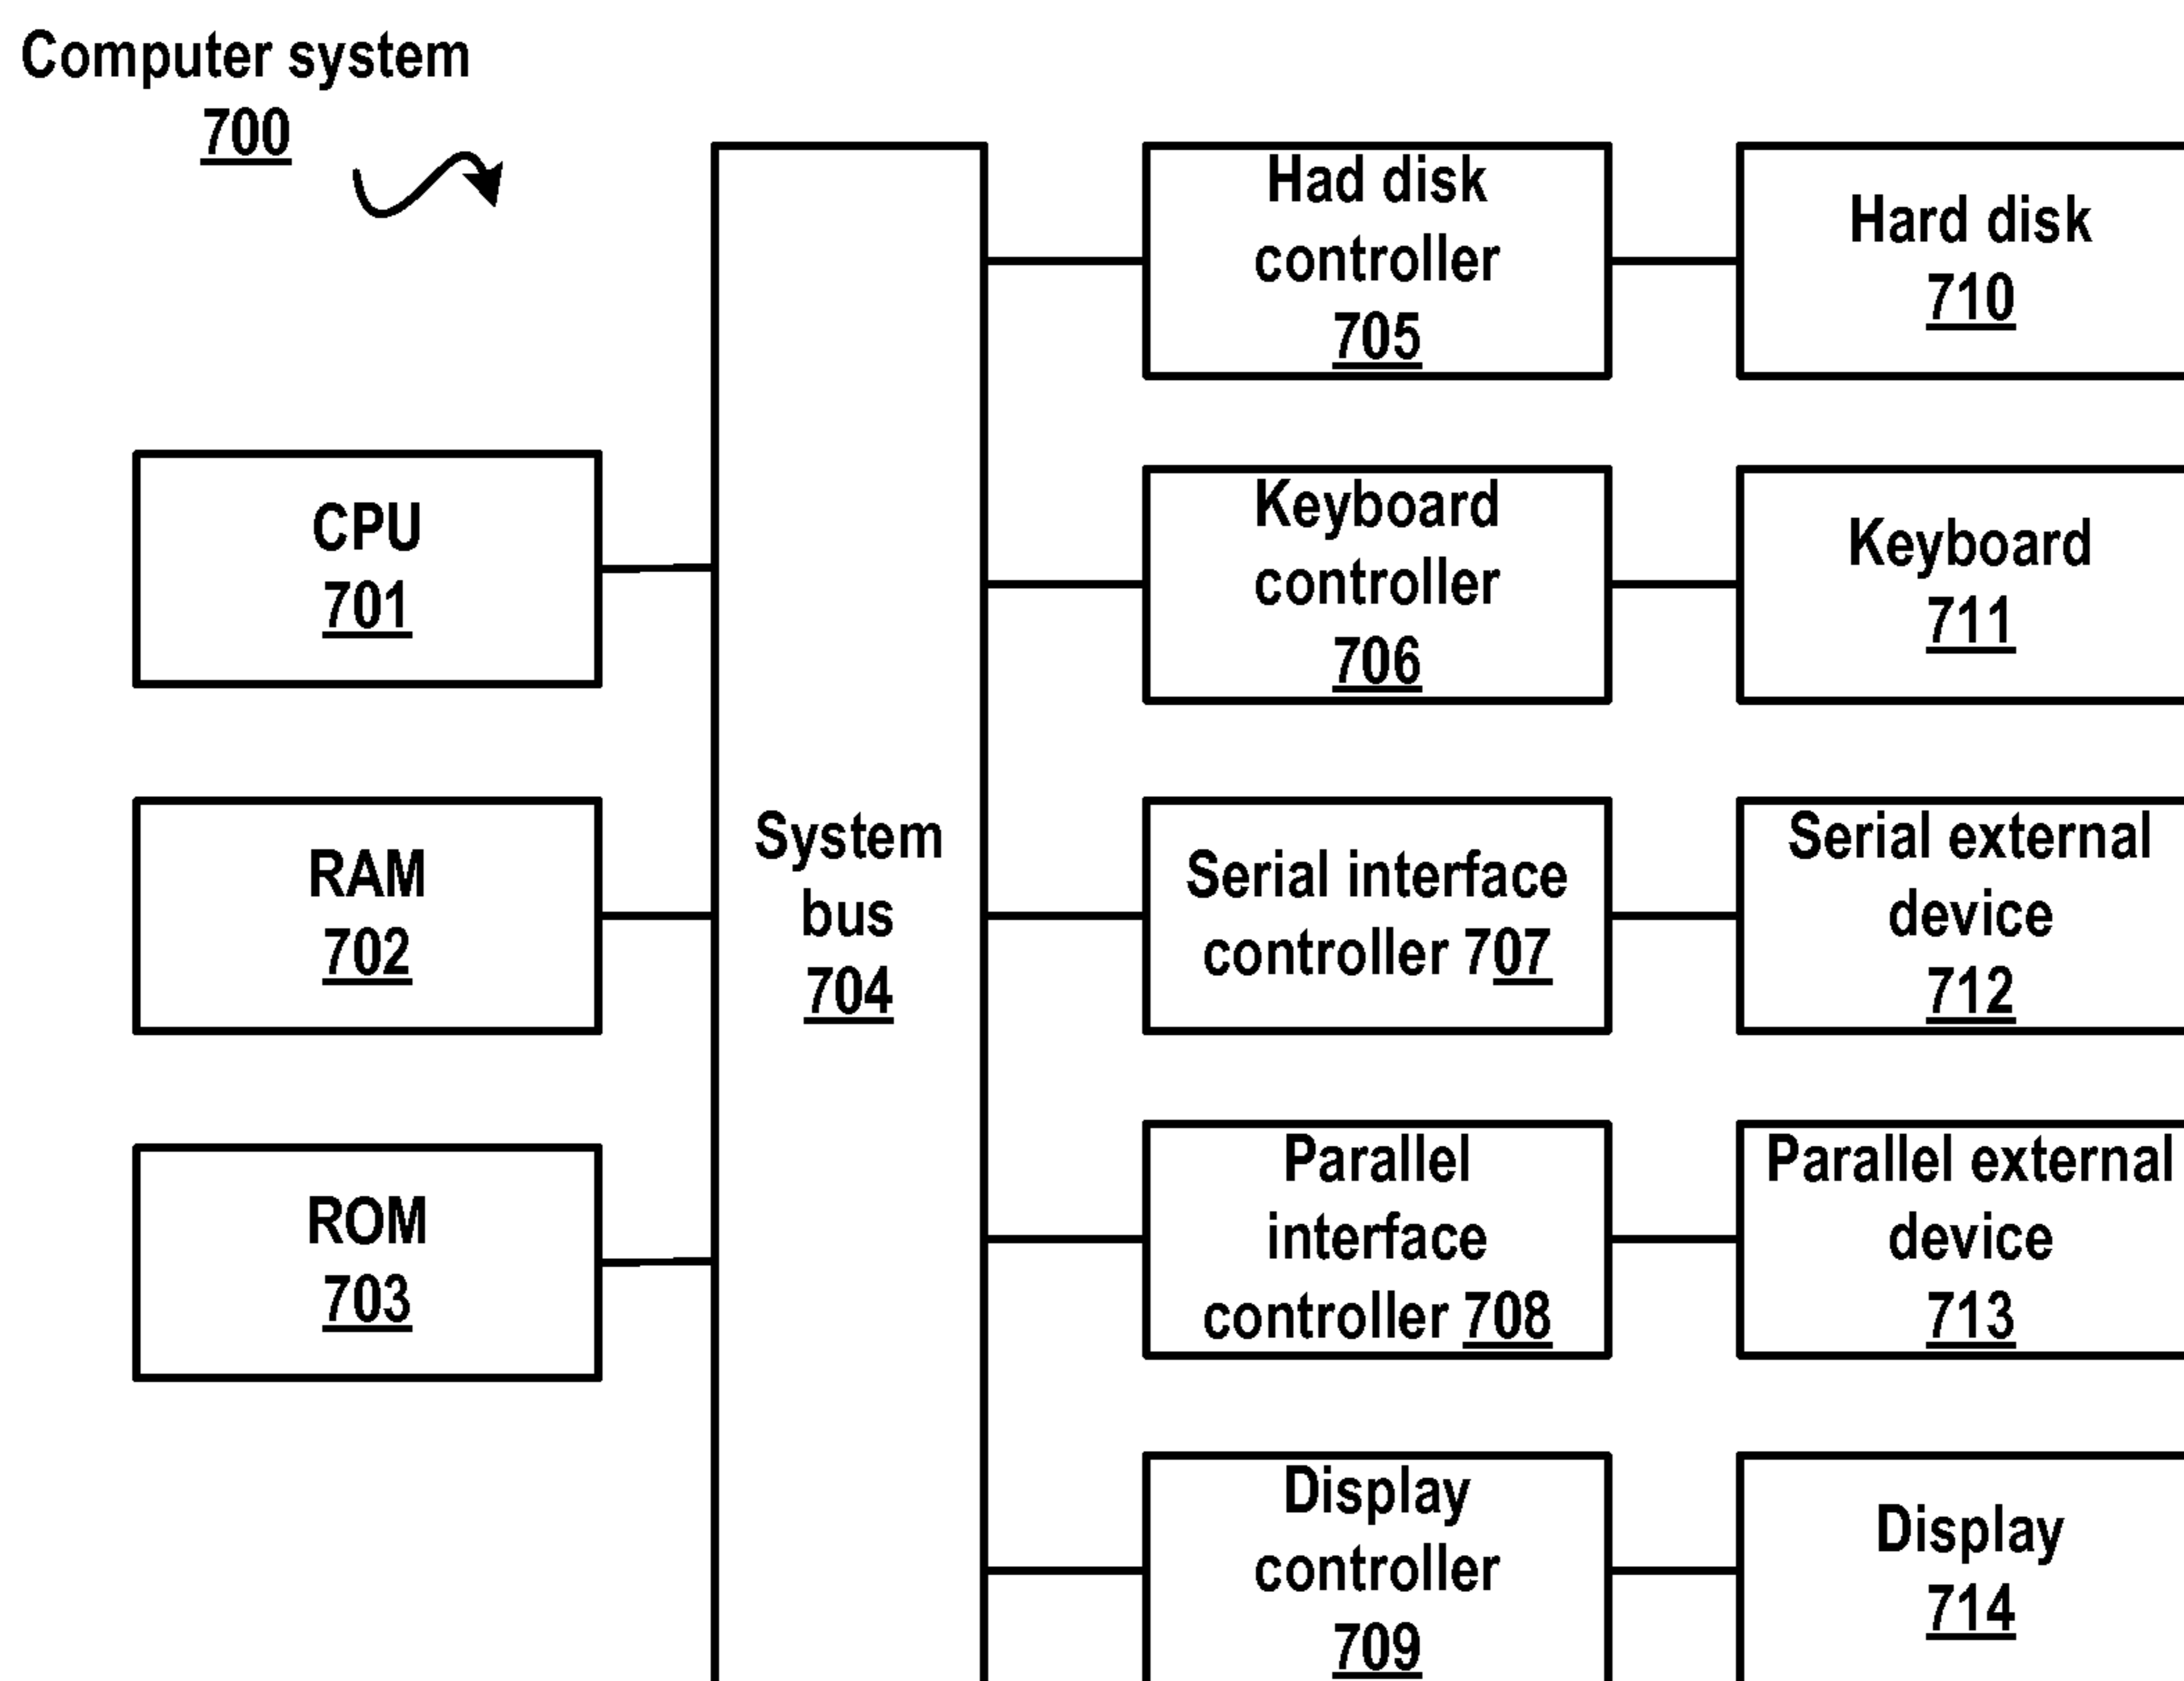 Computer system
700
Had disk
controller
705
Hard disk
710
CPU
701
Keyboard
controller
706
Keyboard
711
RAM
702
System
bus
704
Serial interface
controller 707
Serial external
device
712
ROM
703
Parallel
interface
controller 708
Parallel external
device
713
Display
controller
709
Display
714